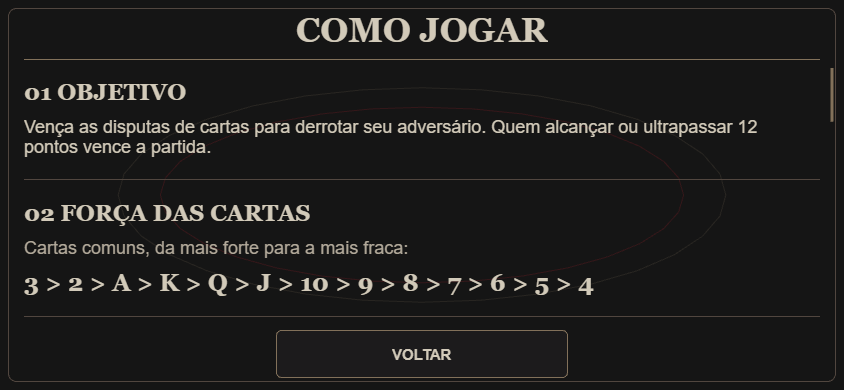 COMO JOGAR
01 OBJETIVO
Vença as disputas de cartas para derrotar seu adversário. Quem alcançar ou ultrapassar 12
pontos vence a partida.
02 FORÇA DAS CARTAS
Cartas comuns, da mais forte para a mais fraca:
3 > 2 > A > K > Q > J > 10 > 9 > 8 > 7 > 6 > 5 > 4
VOLTAR